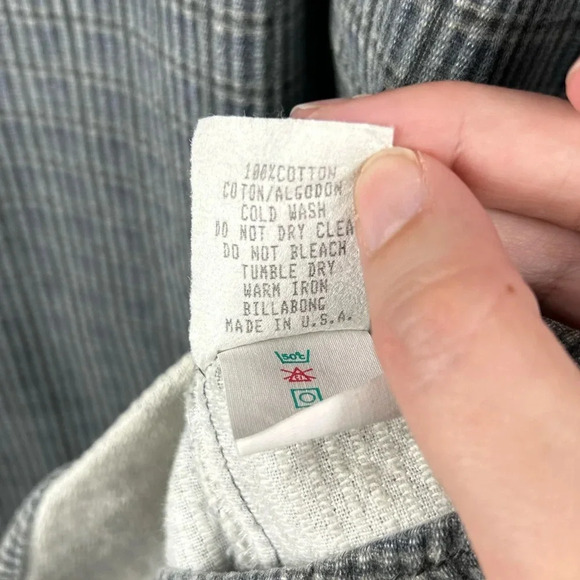 100%COTTON
COTON/ALGODON
COLD WASH
DO NOT DRY CLEA
DO NOT BLEACH
TUMBLE DRY
WARM IRON
BILLABONG
MADE IN U.S.A.
50°C